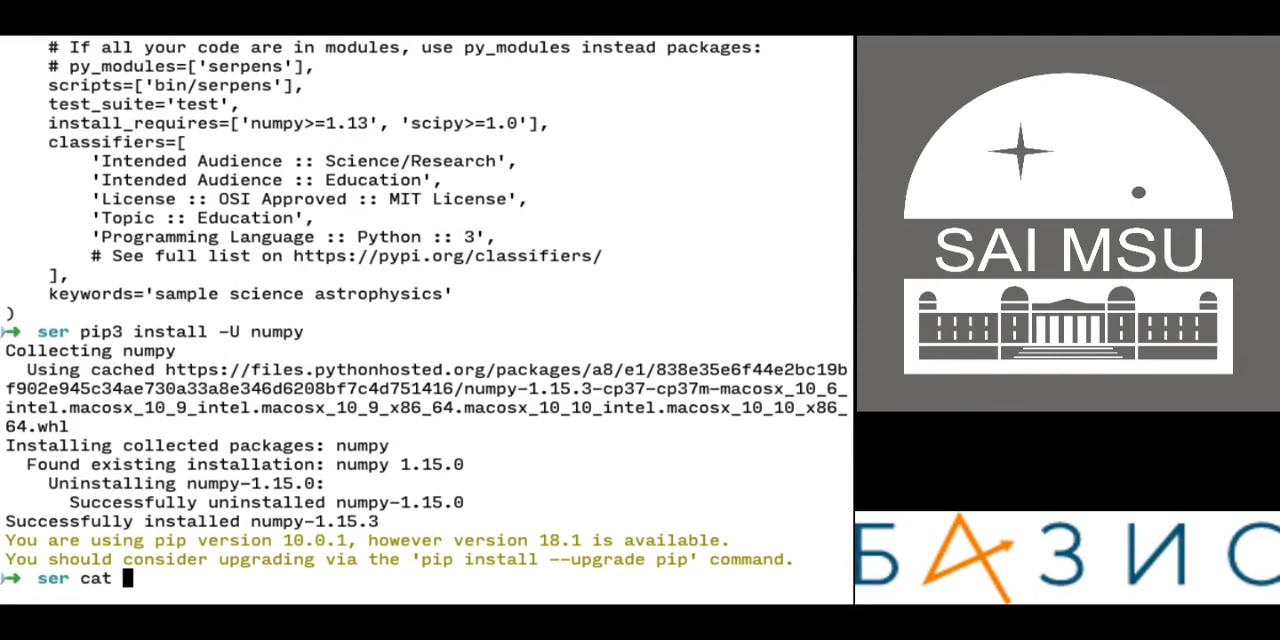 # If all your code are in modules, use py_modules instead packages:
    # py_modules=['serpens'],
    scripts=['bin/serpens'],
    test_suite='test',
    install_requires=['numpy>=1.13', 'scipy>=1.0'],
    classifiers=[
        'Intended Audience :: Science/Research',
        'Intended Audience :: Education',
        'License :: OSI Approved :: MIT License',
        'Topic :: Education',
        'Programming Language :: Python :: 3',
        # See full list on https://pypi.org/classifiers/
    ],
    keywords='sample science astrophysics'
)
➜  ser pip3 install -U numpy
Collecting numpy
  Using cached https://files.pythonhosted.org/packages/a8/e1/838e35e6f44e2bc19b
f902e945c34ae730a33a8e346d6208bf7c4d751416/numpy-1.15.3-cp37-cp37m-macosx_10_6_
intel.macosx_10_9_intel.macosx_10_9_x86_64.macosx_10_10_intel.macosx_10_10_x86_
64.whl
Installing collected packages: numpy
  Found existing installation: numpy 1.15.0
    Uninstalling numpy-1.15.0:
      Successfully uninstalled numpy-1.15.0
Successfully installed numpy-1.15.3
You are using pip version 10.0.1, however version 18.1 is available.
You should consider upgrading via the 'pip install --upgrade pip' command.
➜  ser cat
SAI MSU
БАЗИС